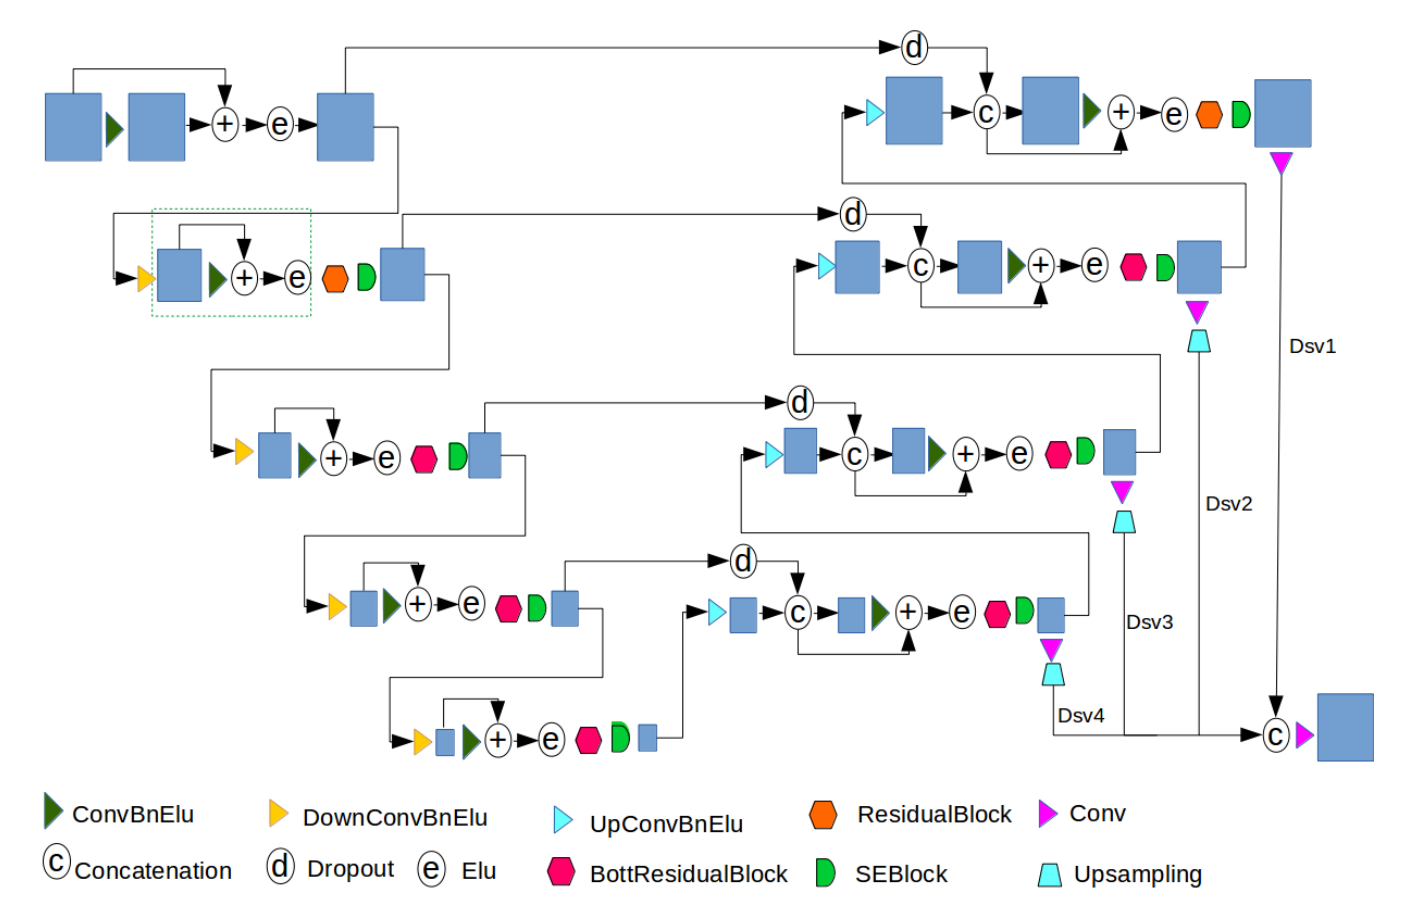 d
c + e
+ e
d
+ e
c + e
Dsv1
d
+ e
c + e
Dsv2
d
+ e
c + e
Dsv3
Dsv4
+ e
c
ConvBnElu DownConvBnElu UpConvBnElu ResidualBlock Conv
c Concatenation d Dropout e Elu BottResidualBlock SEBlock Upsampling